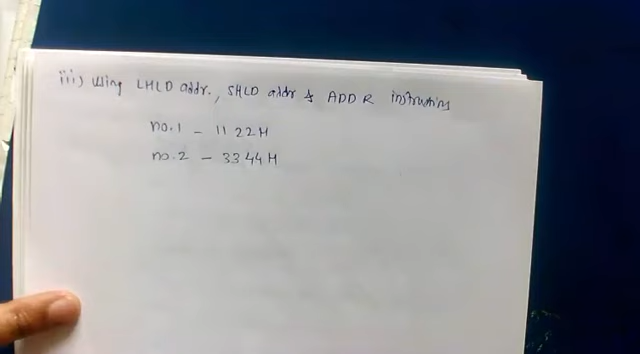 iii) Using LHLD addr., SHLD addr & ADD R instructions
no.1 - 1122H
no.2 - 3344H